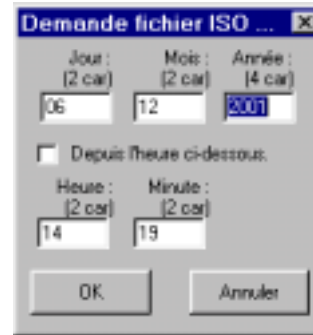 Demande fichier ISO ...
Jour : Mois : Année :
(2 car) (2 car) (4 car)
06 12 2001
Depuis l'heure ci-dessous.
Heure : Minute :
(2 car) (2 car)
14 19
OK Annuler